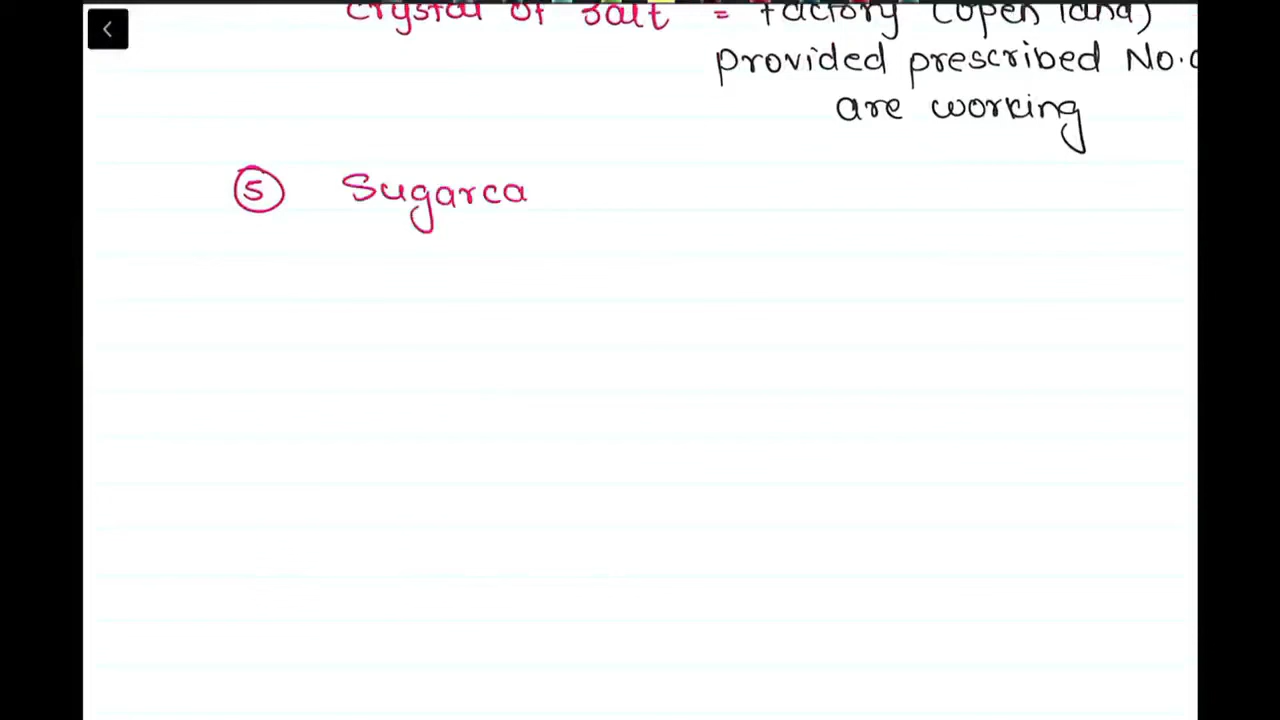 Crystal of Salt = Factory (open land)
provided prescribed No.
are working
5 Sugarca